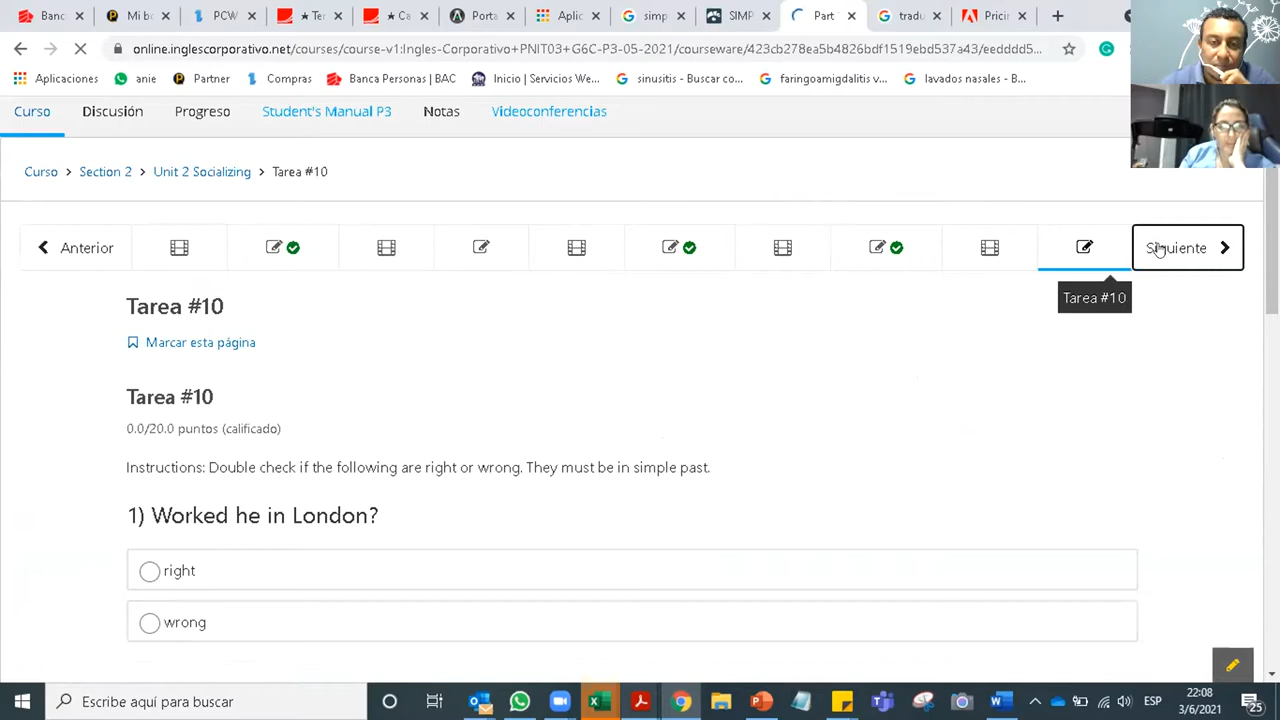 Banc
Mi bo
PCW
★ Ter
★ Ca
Porta
Aplic
simp
SIMP
Part
tradu
Pricin
online.inglescorporativo.net/courses/course-v1:Ingles-Corporativo+PNIT03+G6C-P3-05-2021/courseware/423cb278ea5b4826bdf1519ebd537a43/eedddd5...
Aplicaciones
anie
Partner
Compras
Banca Personas | BAC
Inicio | Servicios We...
sinusitis - Buscar co...
faringoamigdalitis v...
lavados nasales - B...
Curso
Discusión
Progreso
Student's Manual P3
Notas
Videoconferencias
Curso > Section 2 > Unit 2 Socializing > Tarea #10
Anterior
Siguiente
Tarea #10
Tarea #10
Marcar esta página
Tarea #10
0.0/20.0 puntos (calificado)
Instructions: Double check if the following are right or wrong. They must be in simple past.
1) Worked he in London?
right
wrong
Escribe aquí para buscar
ESP
22:08
3/6/2021
25